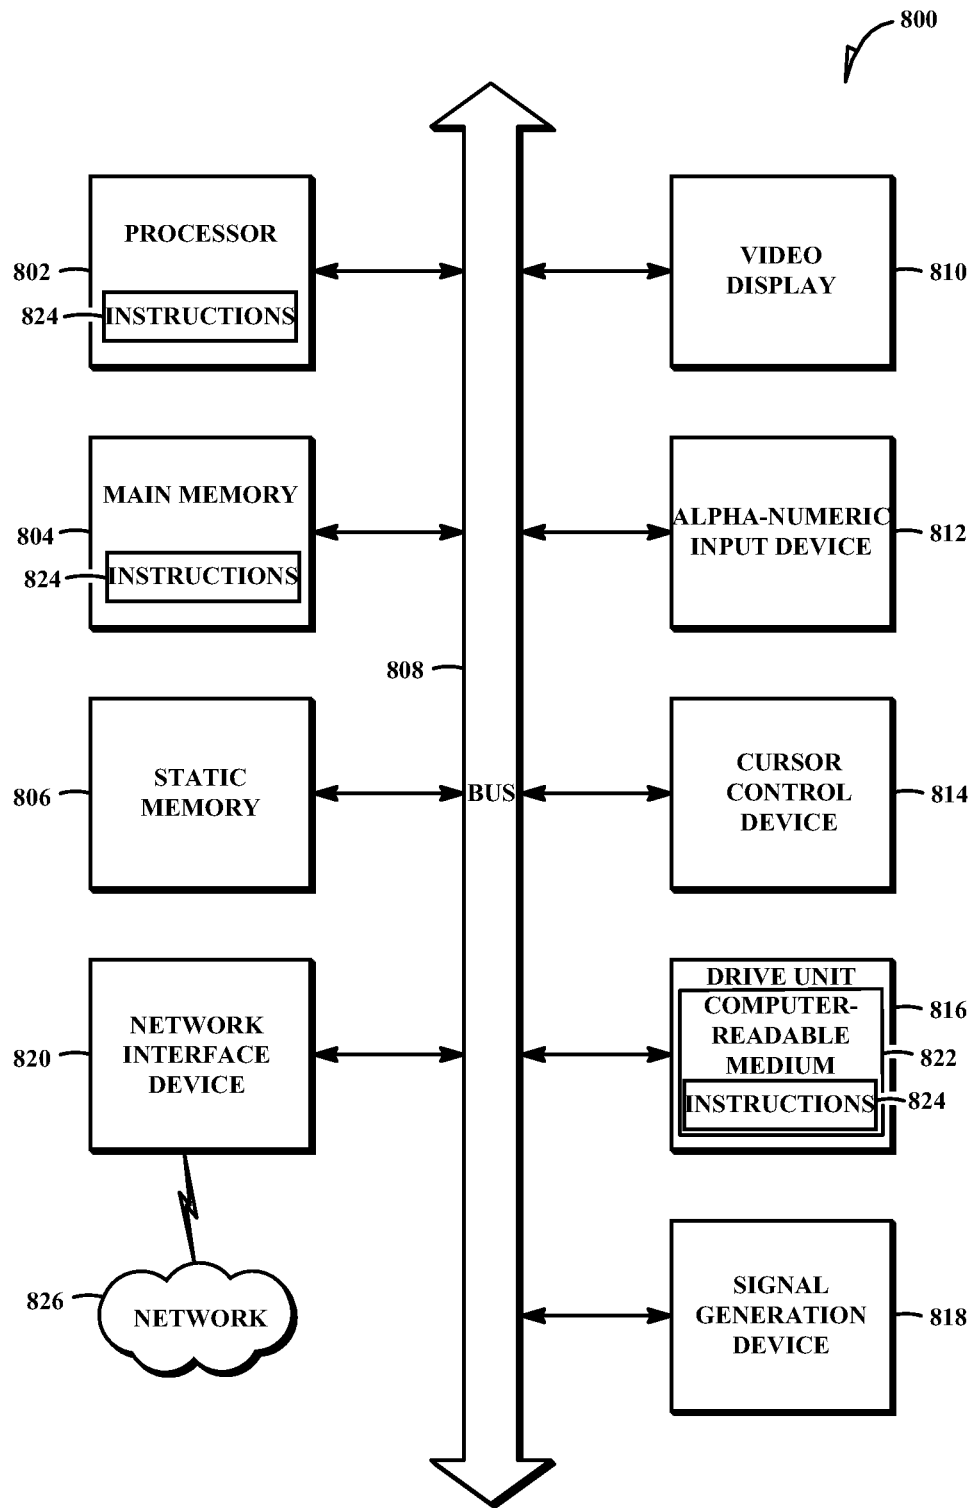 800
PROCESSOR
802
824
INSTRUCTIONS
VIDEO
DISPLAY
810
MAIN MEMORY
804
824
INSTRUCTIONS
ALPHA-NUMERIC
INPUT DEVICE
812
808
STATIC
MEMORY
806
BUS
CURSOR
CONTROL
DEVICE
814
NETWORK
INTERFACE
DEVICE
820
DRIVE UNIT
816
COMPUTER-
READABLE
MEDIUM
822
INSTRUCTIONS
824
826
NETWORK
SIGNAL
GENERATION
DEVICE
818